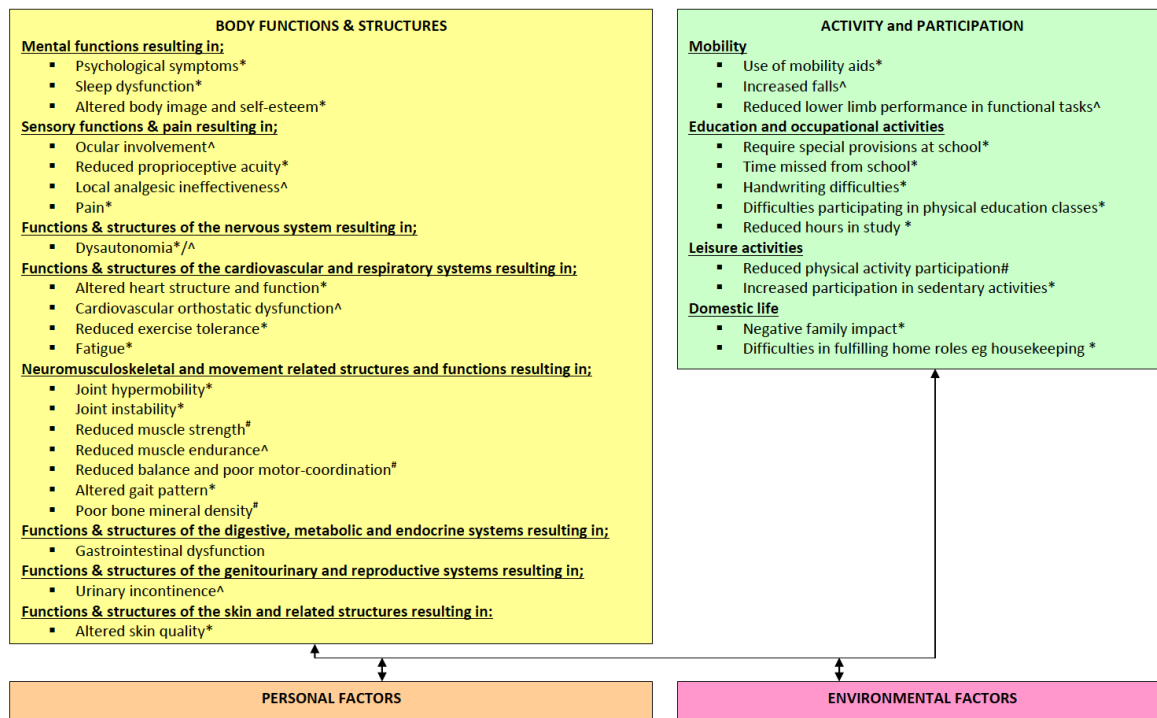 BODY FUNCTIONS & STRUCTURES
Mental functions resulting in;
▪ Psychological symptoms*
▪ Sleep dysfunction*
▪ Altered body image and self-esteem*
Sensory functions & pain resulting in;
▪ Ocular involvement^
▪ Reduced proprioceptive acuity*
▪ Local analgesic ineffectiveness^
▪ Pain*
Functions & structures of the nervous system resulting in;
▪ Dysautonomia*/^
Functions & structures of the cardiovascular and respiratory systems resulting in;
▪ Altered heart structure and function*
▪ Cardiovascular orthostatic dysfunction^
▪ Reduced exercise tolerance*
▪ Fatigue*
Neuromusculoskeletal and movement related structures and functions resulting in;
▪ Joint hypermobility*
▪ Joint instability*
▪ Reduced muscle strength#
▪ Reduced muscle endurance^
▪ Reduced balance and poor motor-coordination#
▪ Altered gait pattern*
▪ Poor bone mineral density#
Functions & structures of the digestive, metabolic and endocrine systems resulting in;
▪ Gastrointestinal dysfunction
Functions & structures of the genitourinary and reproductive systems resulting in;
▪ Urinary incontinence^
Functions & structures of the skin and related structures resulting in:
▪ Altered skin quality*
ACTIVITY and PARTICIPATION
Mobility
▪ Use of mobility aids*
▪ Increased falls^
▪ Reduced lower limb performance in functional tasks^
Education and occupational activities
▪ Require special provisions at school*
▪ Time missed from school*
▪ Handwriting difficulties*
▪ Difficulties participating in physical education classes*
▪ Reduced hours in study *
Leisure activities
▪ Reduced physical activity participation#
▪ Increased participation in sedentary activities*
Domestic life
▪ Negative family impact*
▪ Difficulties in fulfilling home roles eg housekeeping *
PERSONAL FACTORS
ENVIRONMENTAL FACTORS